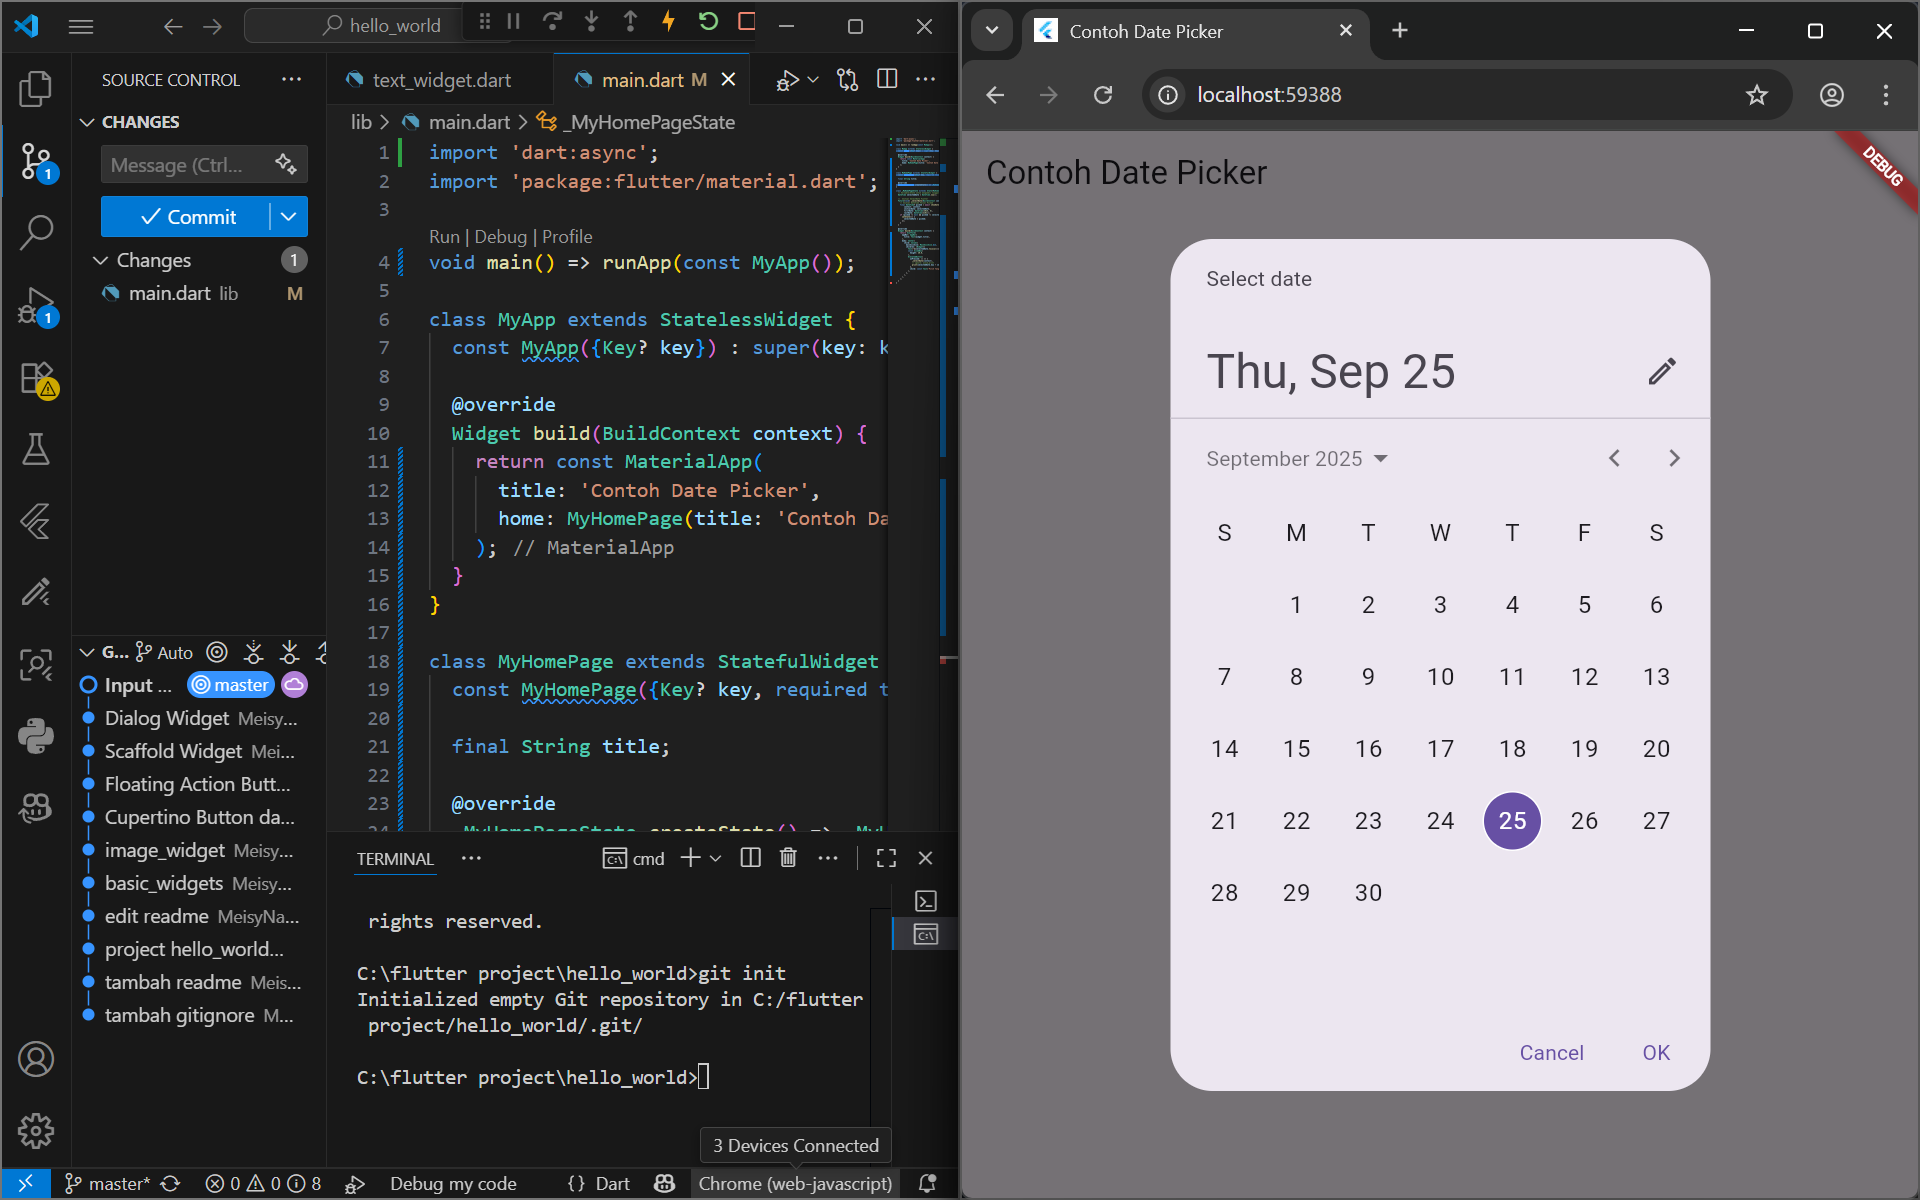 hello_world
SOURCE CONTROL
CHANGES
Message (Ctrl...
Commit
Changes 1
main.dart lib M
1
1
G... Auto
Input ... master
Dialog Widget Meisy...
Scaffold Widget Mei...
Floating Action Butt...
Cupertino Button da...
image_widget Meisy...
basic_widgets Meisy...
edit readme MeisyNa...
project hello_world...
tambah readme Meis...
tambah gitignore M...
text_widget.dart
main.dart M
lib > main.dart > _MyHomePageState
1 import 'dart:async';
2 import 'package:flutter/material.dart';
3
Run | Debug | Profile
4 void main() => runApp(const MyApp());
5
6 class MyApp extends StatelessWidget {
7 const MyApp({Key? key}) : super(key: k
8
9 @override
10 Widget build(BuildContext context) {
11 return const MaterialApp(
12 title: 'Contoh Date Picker',
13 home: MyHomePage(title: 'Contoh Da
14 ); // MaterialApp
15 }
16 }
17
18 class MyHomePage extends StatefulWidget
19 const MyHomePage({Key? key, required t
20
21 final String title;
22
23 @override
24 _MyHomePageState createState() => _My
TERMINAL
cmd
rights reserved.
C:\flutter project\hello_world>git init
Initialized empty Git repository in C:/flutter
project/hello_world/.git/
C:\flutter project\hello_world>
3 Devices Connected
master* 0 0 8 Debug my code {} Dart Chrome (web-javascript)
Contoh Date Picker
localhost:59388
Contoh Date Picker
DEBUG
Select date
Thu, Sep 25
September 2025
S M T W T F S
1 2 3 4 5 6
7 8 9 10 11 12 13
14 15 16 17 18 19 20
21 22 23 24 25 26 27
28 29 30
Cancel OK